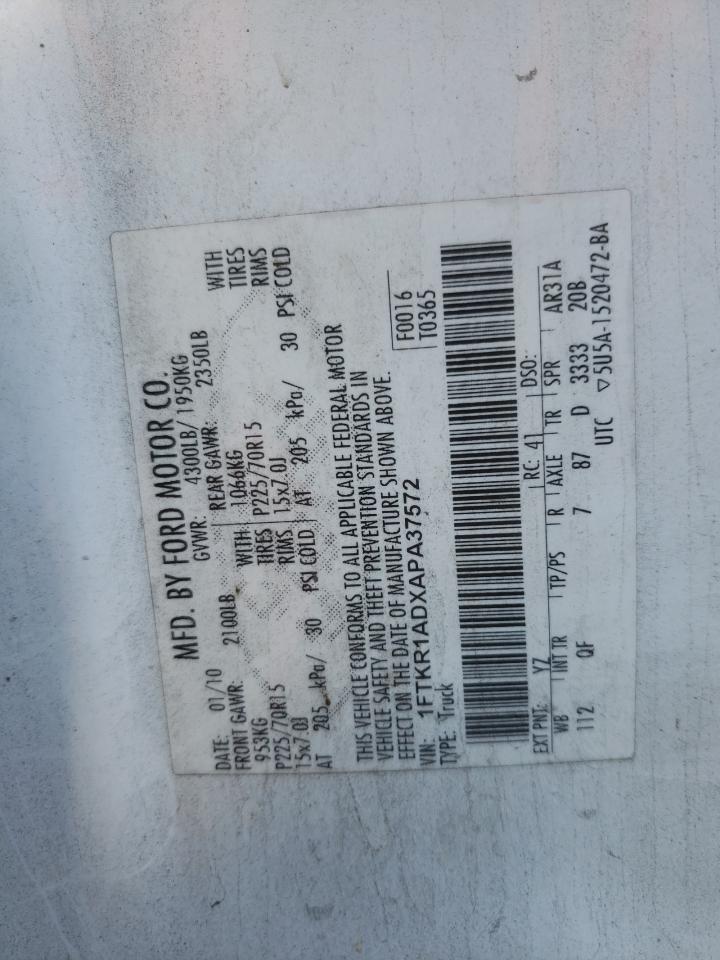 MFD. BY FORD MOTOR CO.
DATE: 01/10 GVWR: 4300LB/ 1950KG
FRONT GAWR: 2100LB REAR GAWR: 2350LB
953KG WITH 1066KG WITH
P225/70R15 TIRES P225/70R15 TIRES
15x7.0J RIMS 15x7.0J RIMS
AT 205 kPa/ 30 PSI COLD AT 205 kPa/ 30 PSI COLD
THIS VEHICLE CONFORMS TO ALL APPLICABLE FEDERAL MOTOR
VEHICLE SAFETY AND THEFT PREVENTION STANDARDS IN
EFFECT ON THE DATE OF MANUFACTURE SHOWN ABOVE.
VIN: 1FTKR1ADXAPA37572 F0016
TYPE: Truck T0365
EXT PNT: YZ RC: 41 DSO:
WB INT TR TP/PS R AXLE TR SPR AR31A
112 QF 7 87 D 3333 20B
UTC ▽5U5A-1520472-BA